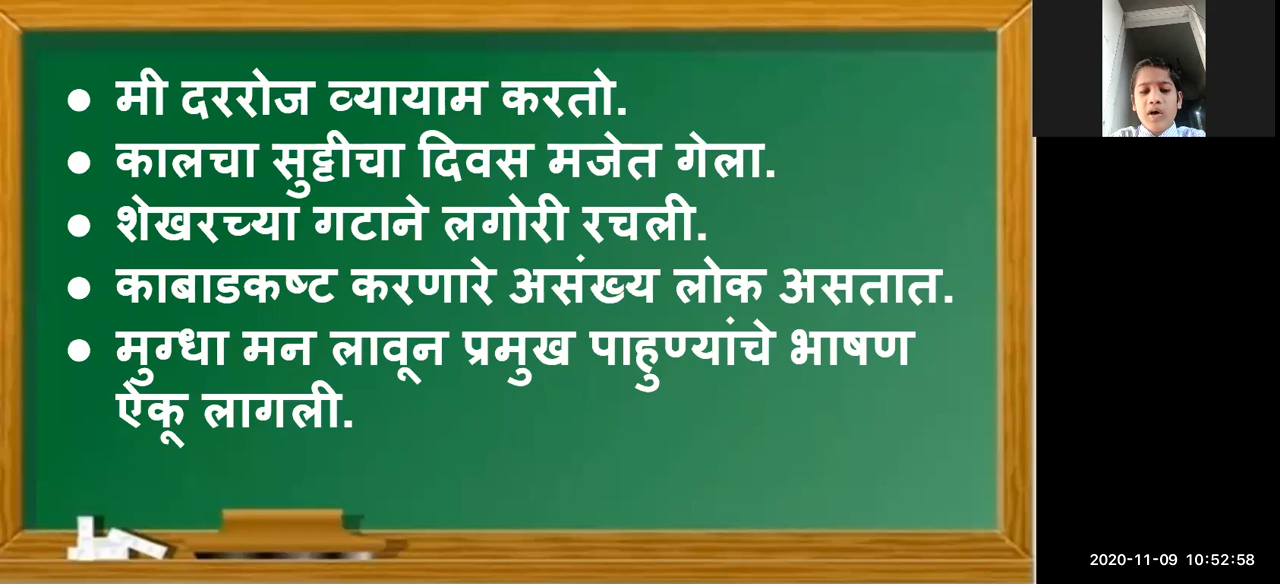 ● मी दररोज व्यायाम करतो.
● कालचा सुट्टीचा दिवस मजेत गेला.
● शेखरच्या गटाने लगोरी रचली.
● काबाडकष्ट करणारे असंख्य लोक असतात.
● मुग्धा मन लावून प्रमुख पाहुण्यांचे भाषण
ऐकू लागली.
2020-11-09 10:52:58